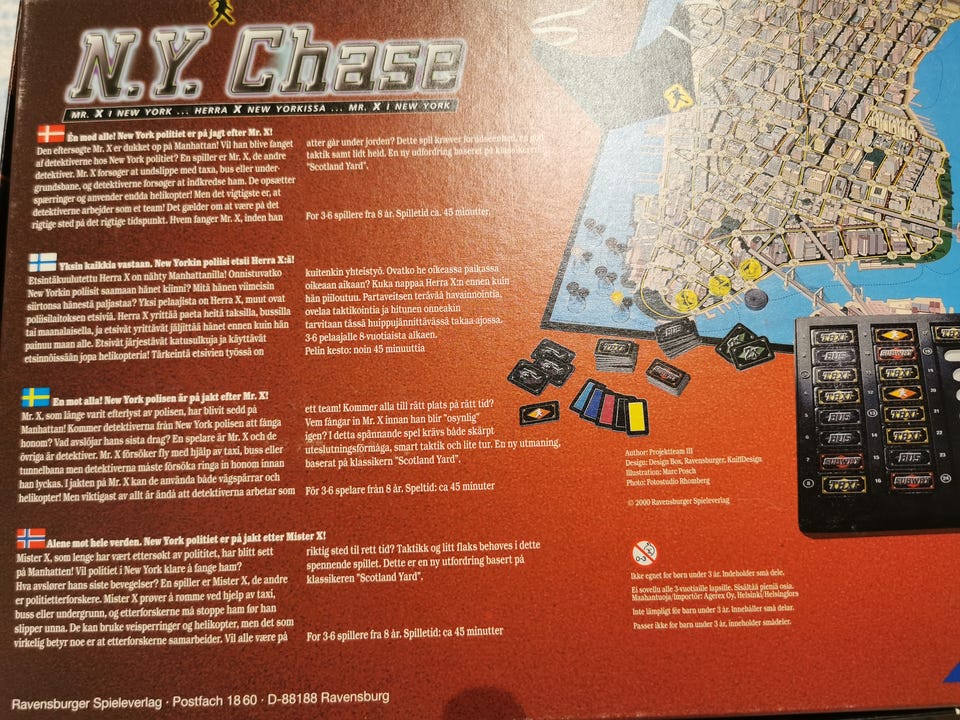 N.Y. Chase
MR. X I NEW YORK ... HERRA X NEW YORKISSA ... MR. X I NEW YORK
Én mod alle! New York politiet er på jagt efter Mr. X!
Den eftersøgte Mr. X er dukket op på Manhattan! Vil han blive fanget
af detektiverne hos New York politiet? En spiller er Mr. X, de andre
detektiver. Mr. X forsøger at undslippe med taxa, bus eller under-
grundsbane, og detektiverne forsøger at indkredse ham. De opsætter
spærringer og anvender endda helikopter! Men det vigtigste er, at
detektiverne arbejder som et team! Det gælder om at være på det
rigtige sted på det rigtige tidspunkt. Hvem fanger Mr. X, inden han
atter går under jorden? Dette spil kræver forudseenhed en god
taktik samt lidt held. En ny udfordring baseret på klassikeren
"Scotland Yard".
For 3-6 spillere fra 8 år. Spilletid ca. 45 minutter.
Yksin kaikkia vastaan. New Yorkin poliisi etsii Herra X:ä!
Etsintäkuulutettu Herra X on nähty Manhattanilla! Onnistuvatko
New Yorkin poliisit saamaan hänet kiinni? Mitä hänen viimeisin
siirtonsa hänestä paljastaa? Yksi pelaajista on Herra X, muut ovat
poliisilaitoksen etsiviä. Herra X yrittää paeta heitä taksilla, bussilla
tai maanalaisella, ja etsivät yrittävät jäljittää hänet ennen kuin hän
painuu maan alle. Etsivät järjestävät katusulkuja ja käyttävät
etsinnöissään jopa helikopteria! Tärkeintä etsivien työssä on
kuitenkin yhteistyö. Ovatko he oikeassa paikassa
oikeaan aikaan? Kuka nappaa Herra X:n ennen kuin
hän piiloutuu. Partaveitsen terävää havainnointia,
ovelaa taktikointia ja hitunen onneakin
tarvitaan tässä huippujännittävässä takaa-ajossa.
3-6 pelaajalle 8-vuotiaista alkaen.
Pelin kesto: noin 45 minuuttia
En mot alla! New York polisen är på jakt efter Mr. X!
Mr. X, som länge varit efterlyst av polisen, har blivit sedd på
Manhattan! Kommer detektiverna från New York polisen att fånga
honom? Vad avslöjar hans sista drag? En spelare är Mr. X och de
övriga är detektiver. Mr. X försöker fly med hjälp av taxi, buss eller
tunnelbana men detektiverna måste försöka ringa in honom innan
han lyckas. I jakten på Mr. X kan de använda både vägspärrar och
helikopter! Men viktigast av allt är ändå att detektiverna arbetar som
ett team! Kommer alla till rätt plats på rätt tid?
Vem fångar in Mr. X innan han blir "osynlig
igen? I detta spännande spel krävs både skärpt
uteslutningsförmåga, smart taktik och lite tur. En ny utmaning,
baserat på klassikern "Scotland Yard".
För 3-6 spelare från 8 år. Speltid: ca 45 minuter
Alene mot hele verden. New York politiet er på jakt etter Mister X!
Mister X, som lenge har vært ettersøkt av polititet, har blitt sett
på Manhatten! Vil politiet i New York klare å fange ham?
Hva avslører hans siste bevegelser? En spiller er Mister X, de andre
er politietterforskere. Mister X prøver å rømme ved hjelp av taxi,
buss eller undergrunn, og etterforskerne må stoppe ham før han
slipper unna. De kan bruke veisperringer og helikopter, men det som
virkelig betyr noe er at etterforskerne samarbeider. Vil alle være på
riktig sted til rett tid? Taktikk og litt flaks behøves i dette
spennende spillet. Dette er en ny utfordring basert på
klassikeren "Scotland Yard".
For 3-6 spillere fra 8 år. Spilletid: ca 45 minutter
Author: Projektteam III
Design: Design Box, Ravensburger, KniffDesign
Illustration: Marc Posch
Photo: Fotostudio Rhomberg
© 2000 Ravensburger Spieleverlag
Ikke egnet for børn under 3 år. Indeholder små dele.
Ei sovellu alle 3-vuotiaille lapsille. Sisältää pieniä osia.
Maahantuoja/Importör: Agerex Oy, Helsinki/Helsingfors
Inte lämpligt för barn under 3 år. Innehåller små delar.
Passer ikke for barn under 3 år, inneholder smådeler.
Ravensburger Spieleverlag · Postfach 18 60 · D-88188 Ravensburg